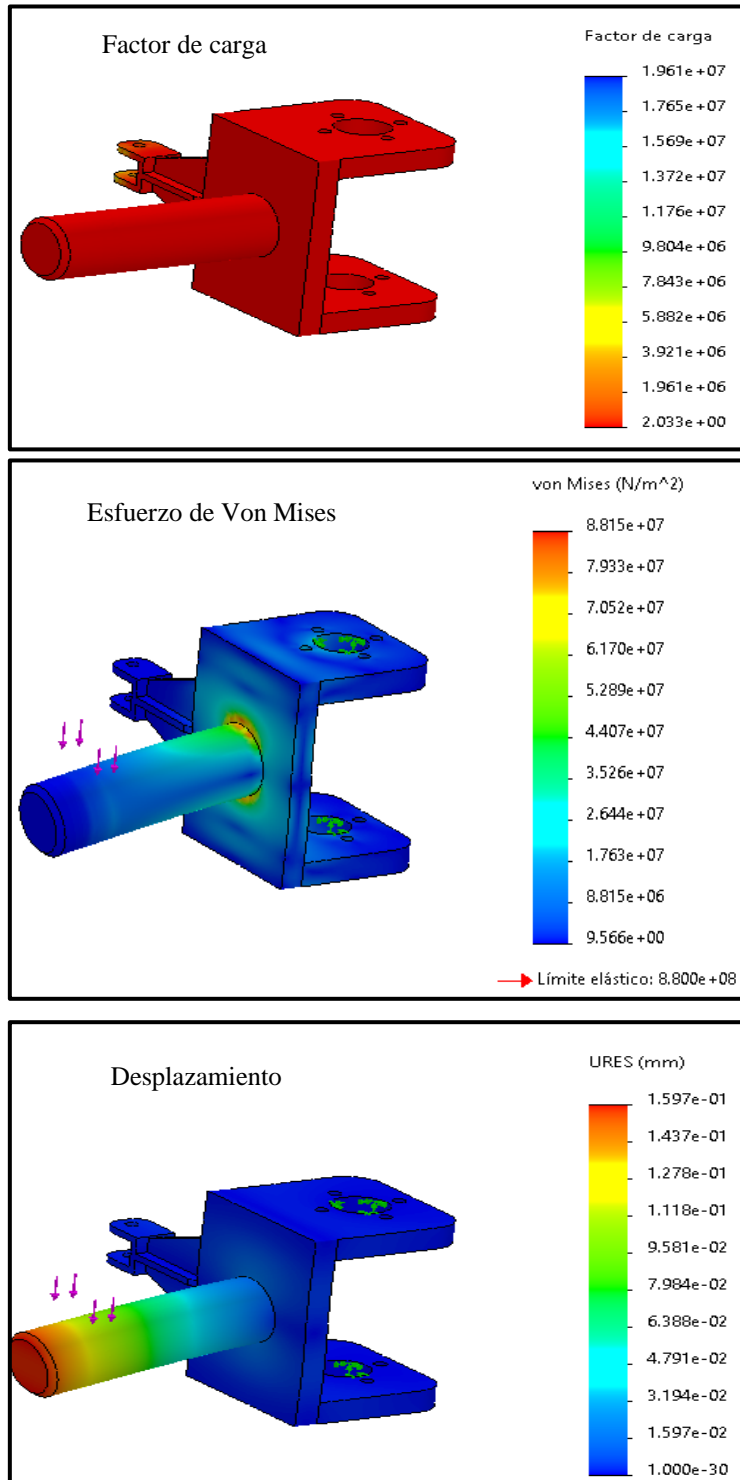 Factor de carga
Factor de carga
1.961e+07
1.765e+07
1.569e+07
1.372e+07
1.176e+07
9.804e+06
7.843e+06
5.882e+06
3.921e+06
1.961e+06
2.033e+00
von Mises (N/m^2)
Esfuerzo de Von Mises
8.815e+07
7.933e+07
7.052e+07
6.170e+07
5.289e+07
4.407e+07
3.526e+07
2.644e+07
1.763e+07
8.815e+06
9.566e+00
Límite elástico: 8.800e+08
URES (mm)
Desplazamiento
1.597e-01
1.437e-01
1.278e-01
1.118e-01
9.581e-02
7.984e-02
6.388e-02
4.791e-02
3.194e-02
1.597e-02
1.000e-30